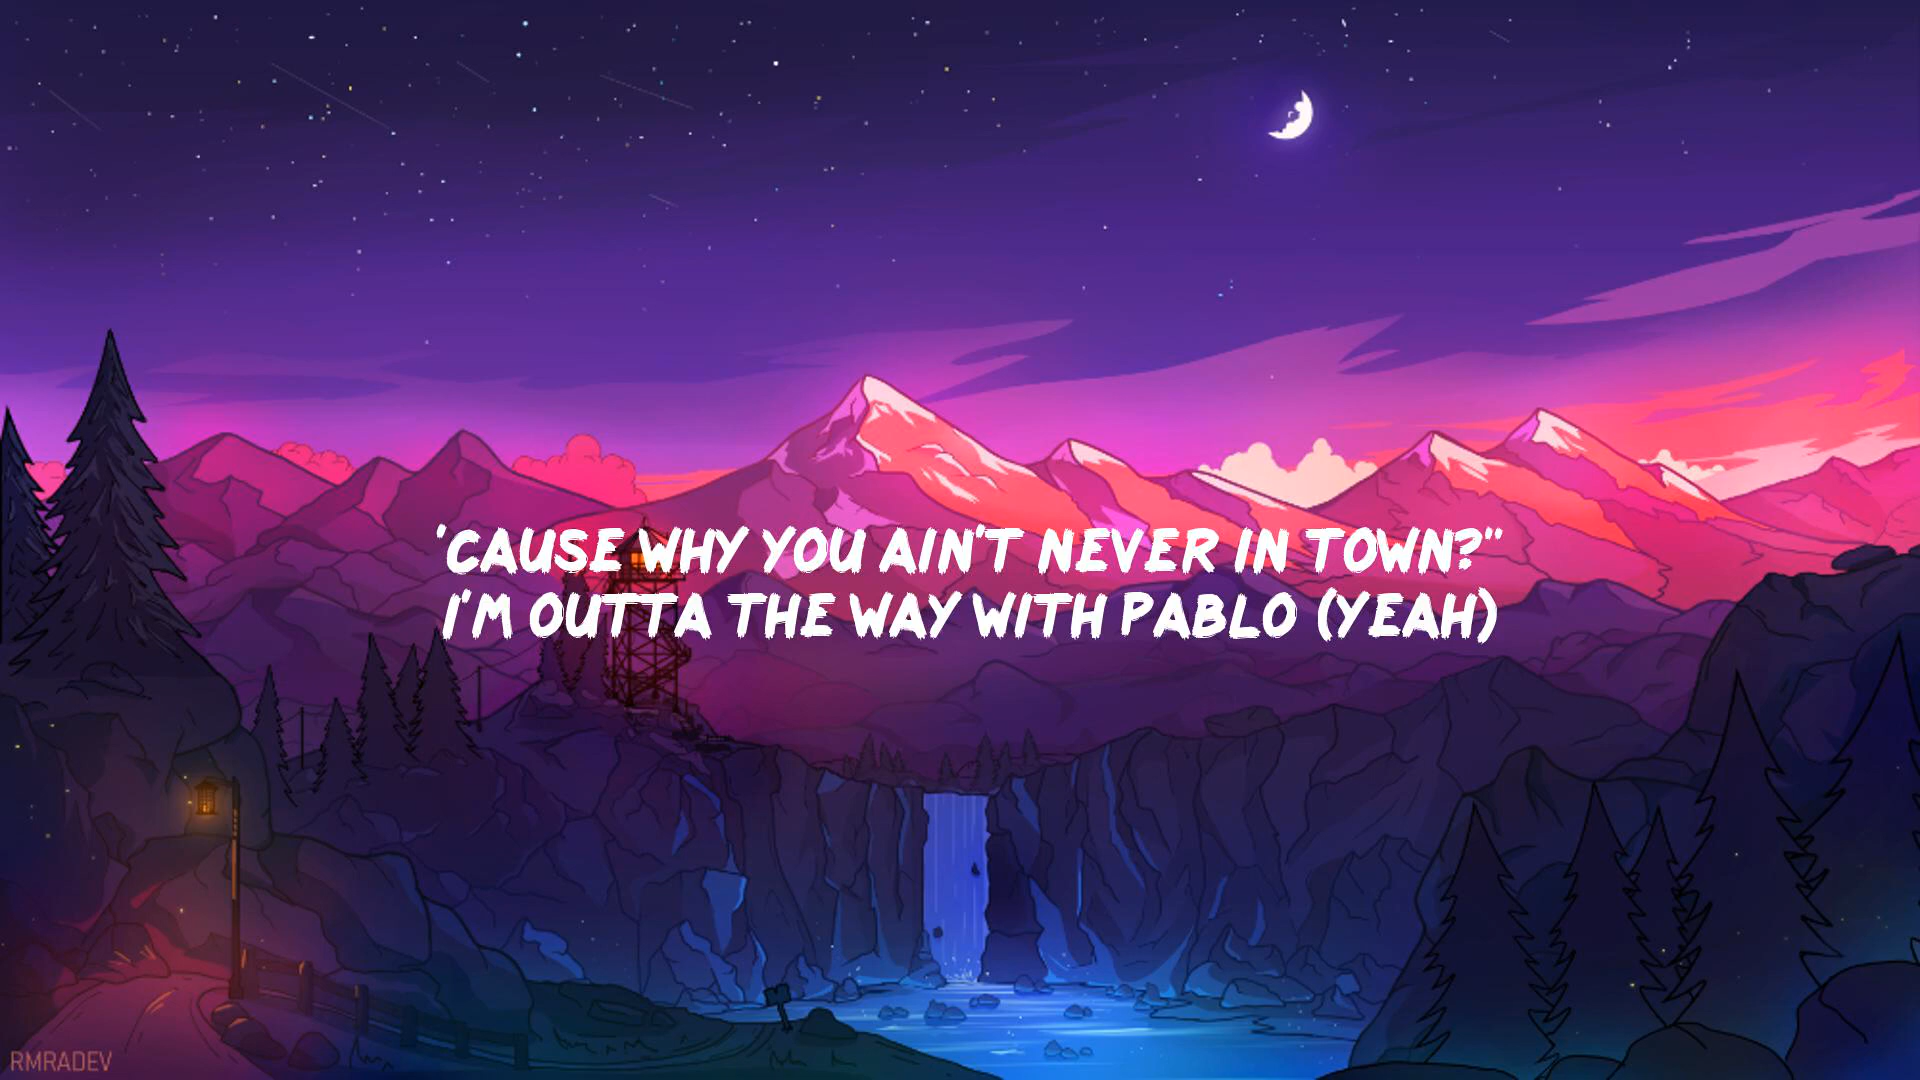 'CAUSE WHY YOU AIN'T NEVER IN TOWN?"
I'M OUTTA THE WAY WITH PABLO (YEAH)
RMRADEV